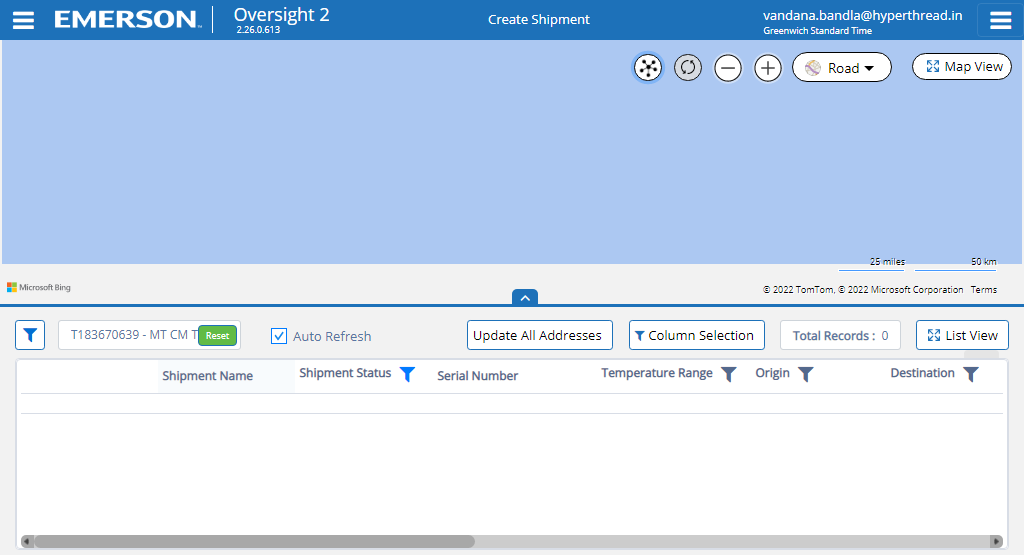 EMERSON™
Oversight 2
2.26.0.613
Create Shipment
vandana.bandla@hyperthread.in
Greenwich Standard Time
Road
Map View
25 miles
50 km
Microsoft Bing
© 2022 TomTom, © 2022 Microsoft Corporation Terms
T183670639 - MT CM T
Reset
Auto Refresh
Update All Addresses
Column Selection
Total Records : 0
List View
Shipment Name
Shipment Status
Serial Number
Temperature Range
Origin
Destination